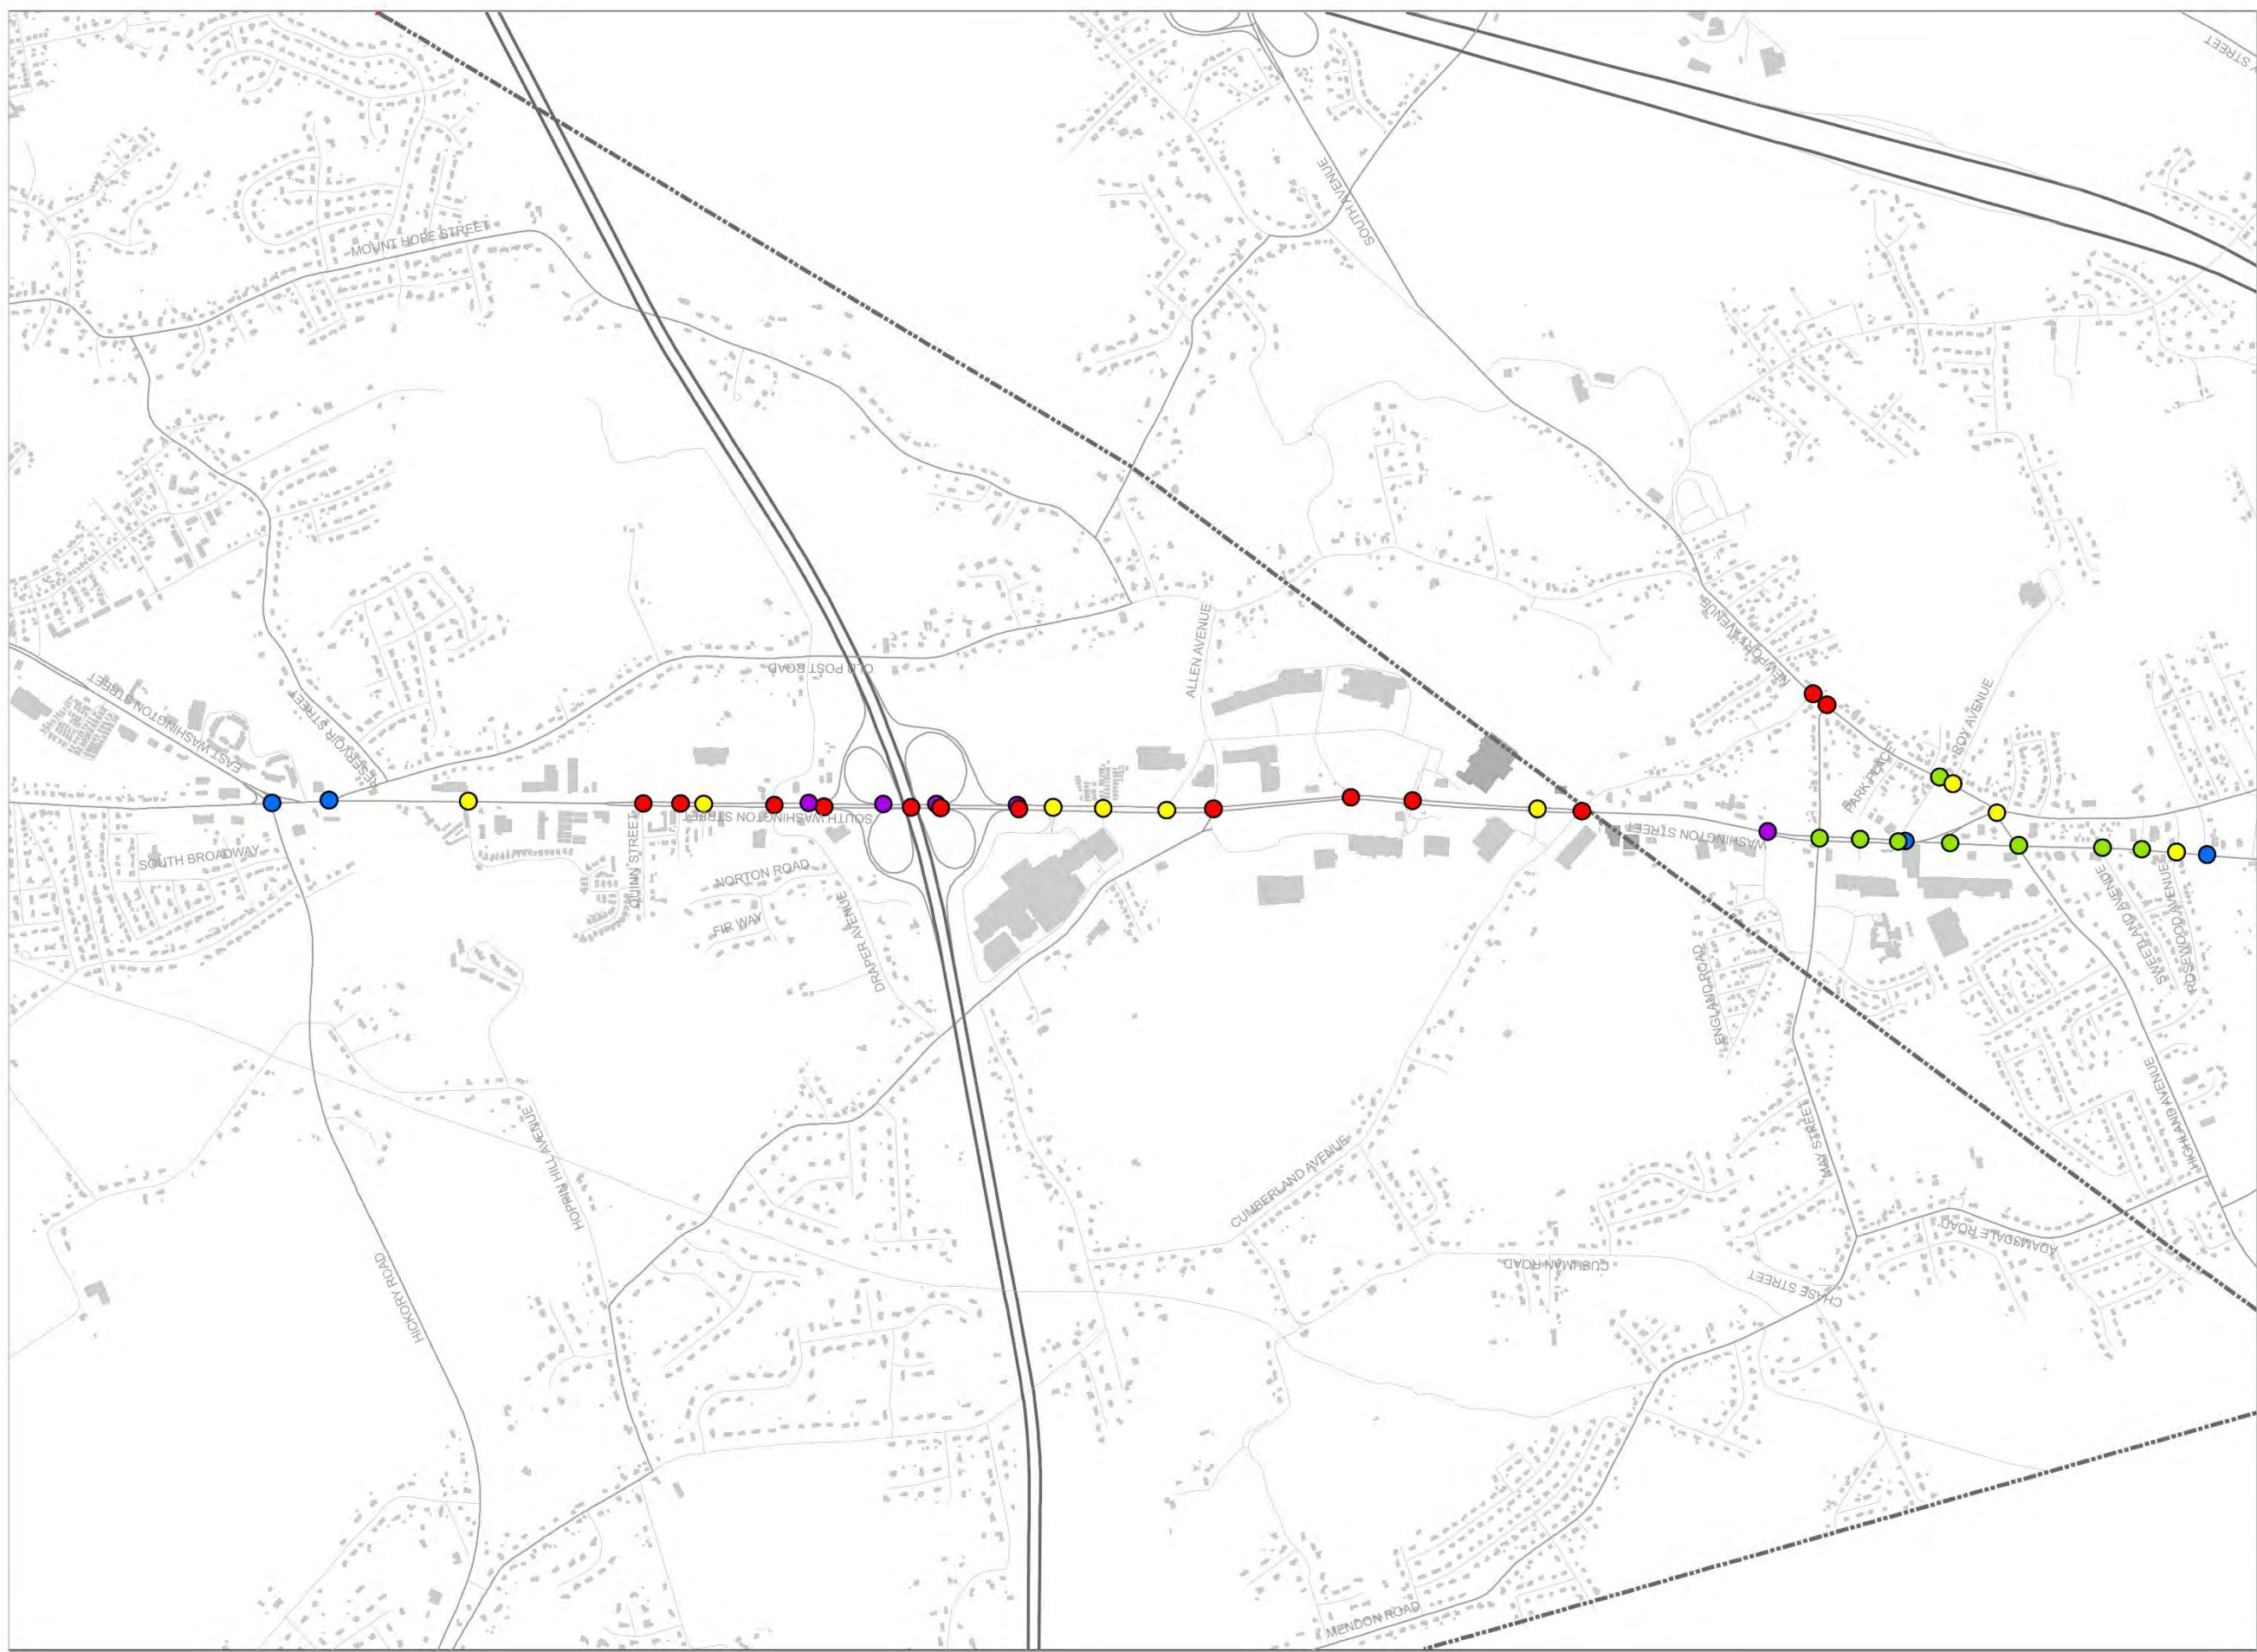 STREET
MOUNT HOPE STREET
SOUTH AVENUE
NEWPORT AVENUE
ALLEN AVENUE
OLD POST ROAD
EAST WASHINGTON STREET
RESERVOIR STREET
BOY AVENUE
PARK PLACE
SOUTH WASHINGTON STREET
WASHINGTON STREET
SOUTH BROADWAY
QUINN STREET
NORTON ROAD
FIR WAY
DRAPER AVENUE
SWEETLAND AVENUE
ROSEWOOD AVENUE
ENGLAND ROAD
HIGHLAND AVENUE
MAY STREET
HOPPIN HILL AVENUE
CUMBERLAND AVENUE
ADAMSDALE ROAD
CUSHMAN ROAD
CHASE STREET
HICKORY ROAD
MENDON ROAD